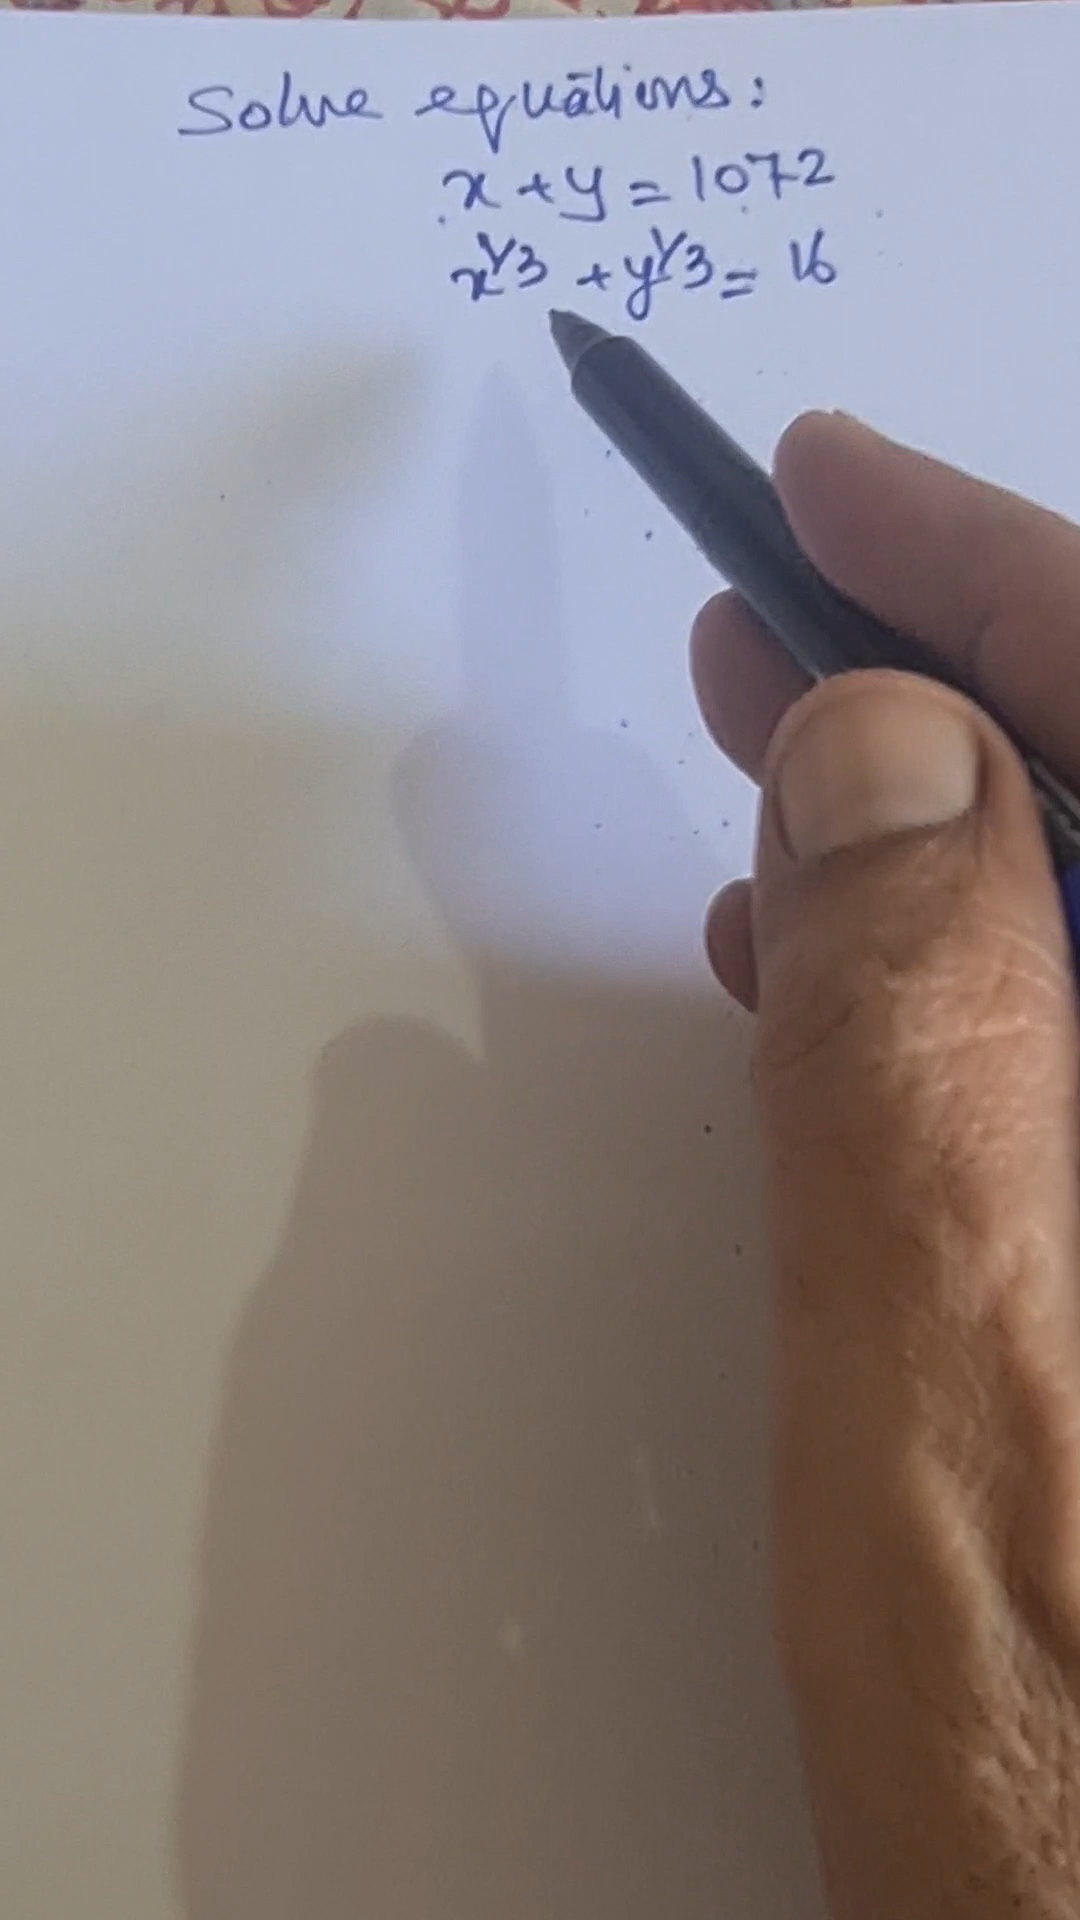 Solve equations:
x + y = 1072
x^1/3 + y^1/3 = 16